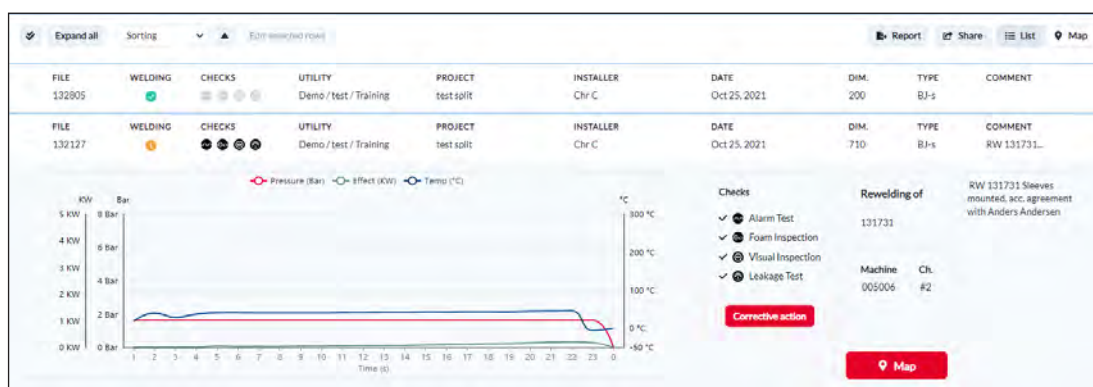 Expand all Sorting Edit selected rows Report Share List Map
FILE WELDING CHECKS UTILITY PROJECT INSTALLER DATE DIM. TYPE COMMENT
132805 Demo / test / Training test split Chr C Oct 25, 2021 200 BJ-s
FILE WELDING CHECKS UTILITY PROJECT INSTALLER DATE DIM. TYPE COMMENT
132127 Demo / test / Training test split Chr C Oct 25, 2021 710 BJ-s RW 131731...
Pressure (Bar) Effect (KW) Temp (°C)
KW Bar °C
5 KW 8 Bar 300 °C
4 KW 6 Bar 200 °C
3 KW 4 Bar 100 °C
2 KW 2 Bar 0 °C
1 KW 0 Bar -50 °C
0 KW
1 2 3 4 5 6 7 8 9 10 11 12 13 14 15 16 17 18 19 20 21 22 23 0
Time (s)
Checks
Alarm Test
Foam Inspection
Visual Inspection
Leakage Test
Corrective action
Rewelding of
131731
Machine Ch.
005006 #2
RW 131731 Sleeves
mounted, acc. agreement
with Anders Andersen
Map